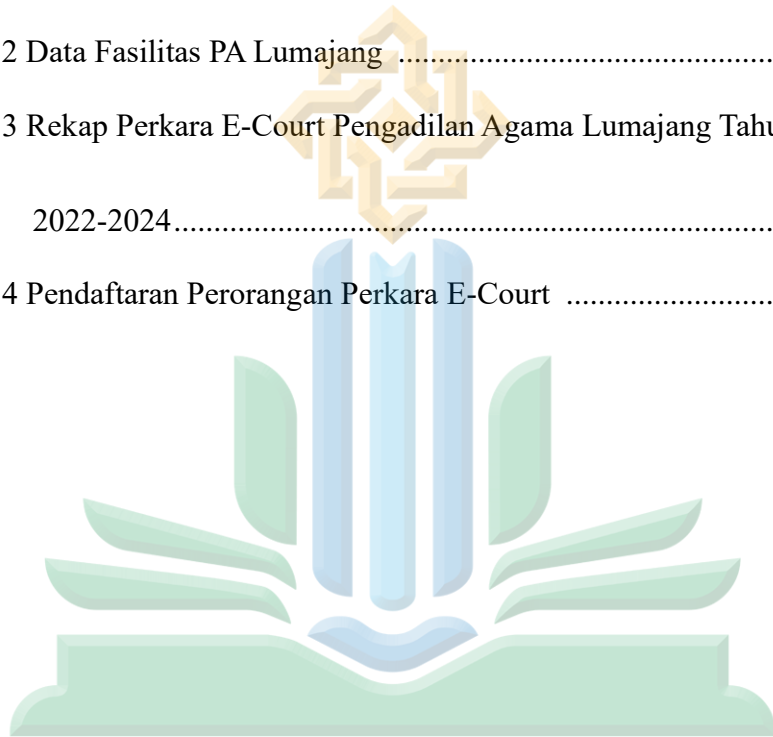 2 Data Fasilitas PA Lumajang ................................................
3 Rekap Perkara E-Court Pengadilan Agama Lumajang Tahu
2022-2024............................................................................
4 Pendaftaran Perorangan Perkara E-Court ..........................